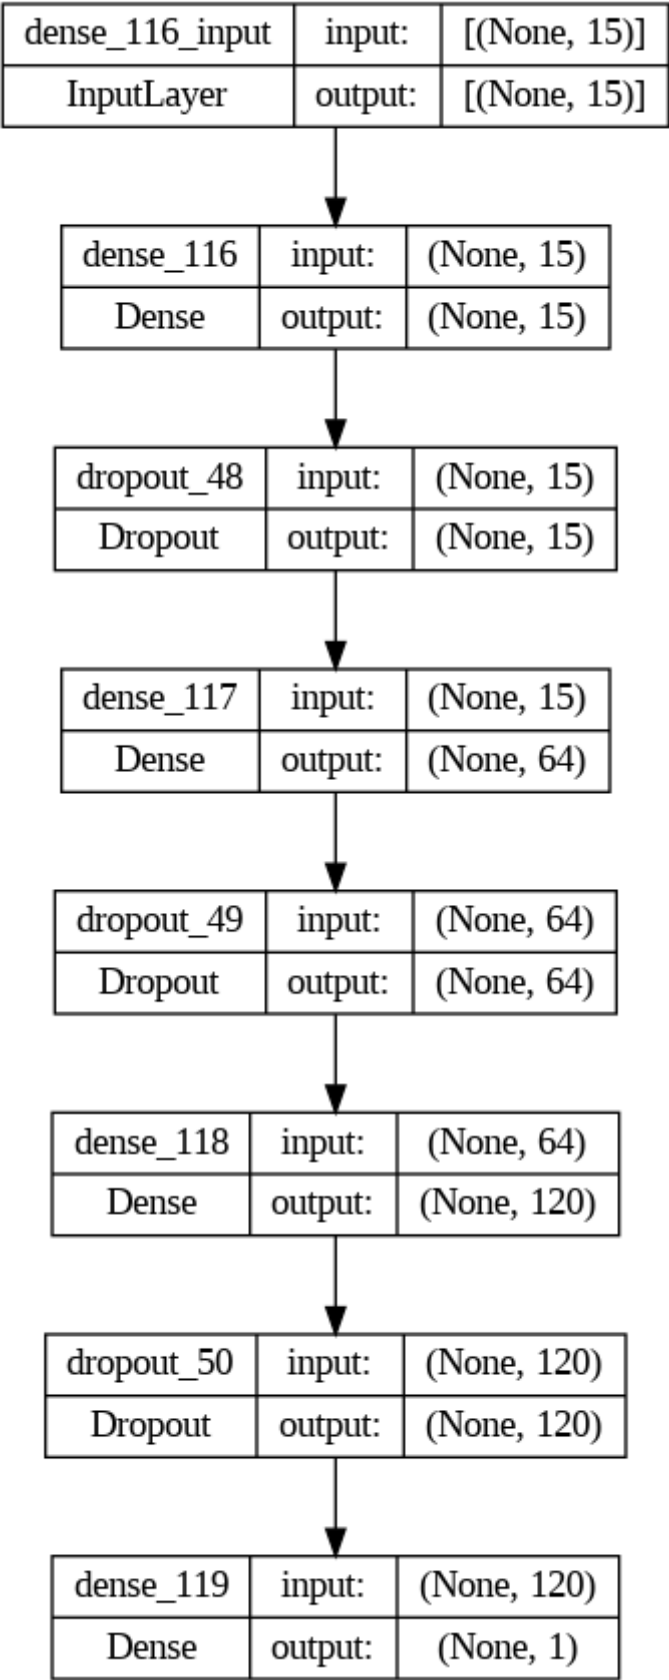 dense_116_input input: [(None, 15)]
InputLayer output: [(None, 15)]
dense_116 input: (None, 15)
Dense output: (None, 15)
dropout_48 input: (None, 15)
Dropout output: (None, 15)
dense_117 input: (None, 15)
Dense output: (None, 64)
dropout_49 input: (None, 64)
Dropout output: (None, 64)
dense_118 input: (None, 64)
Dense output: (None, 120)
dropout_50 input: (None, 120)
Dropout output: (None, 120)
dense_119 input: (None, 120)
Dense output: (None, 1)